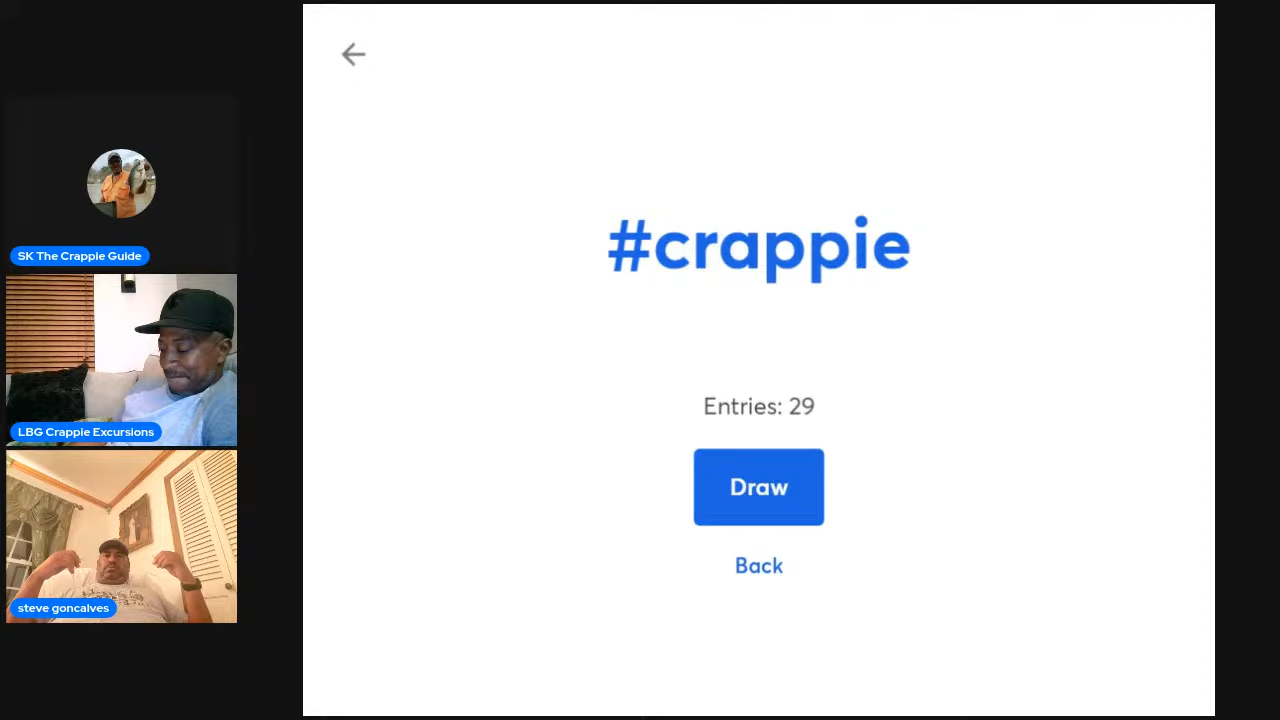 SK The Crappie Guide
LBG Crappie Excursions
steve goncalves
#crappie
Entries: 29
Draw
Back